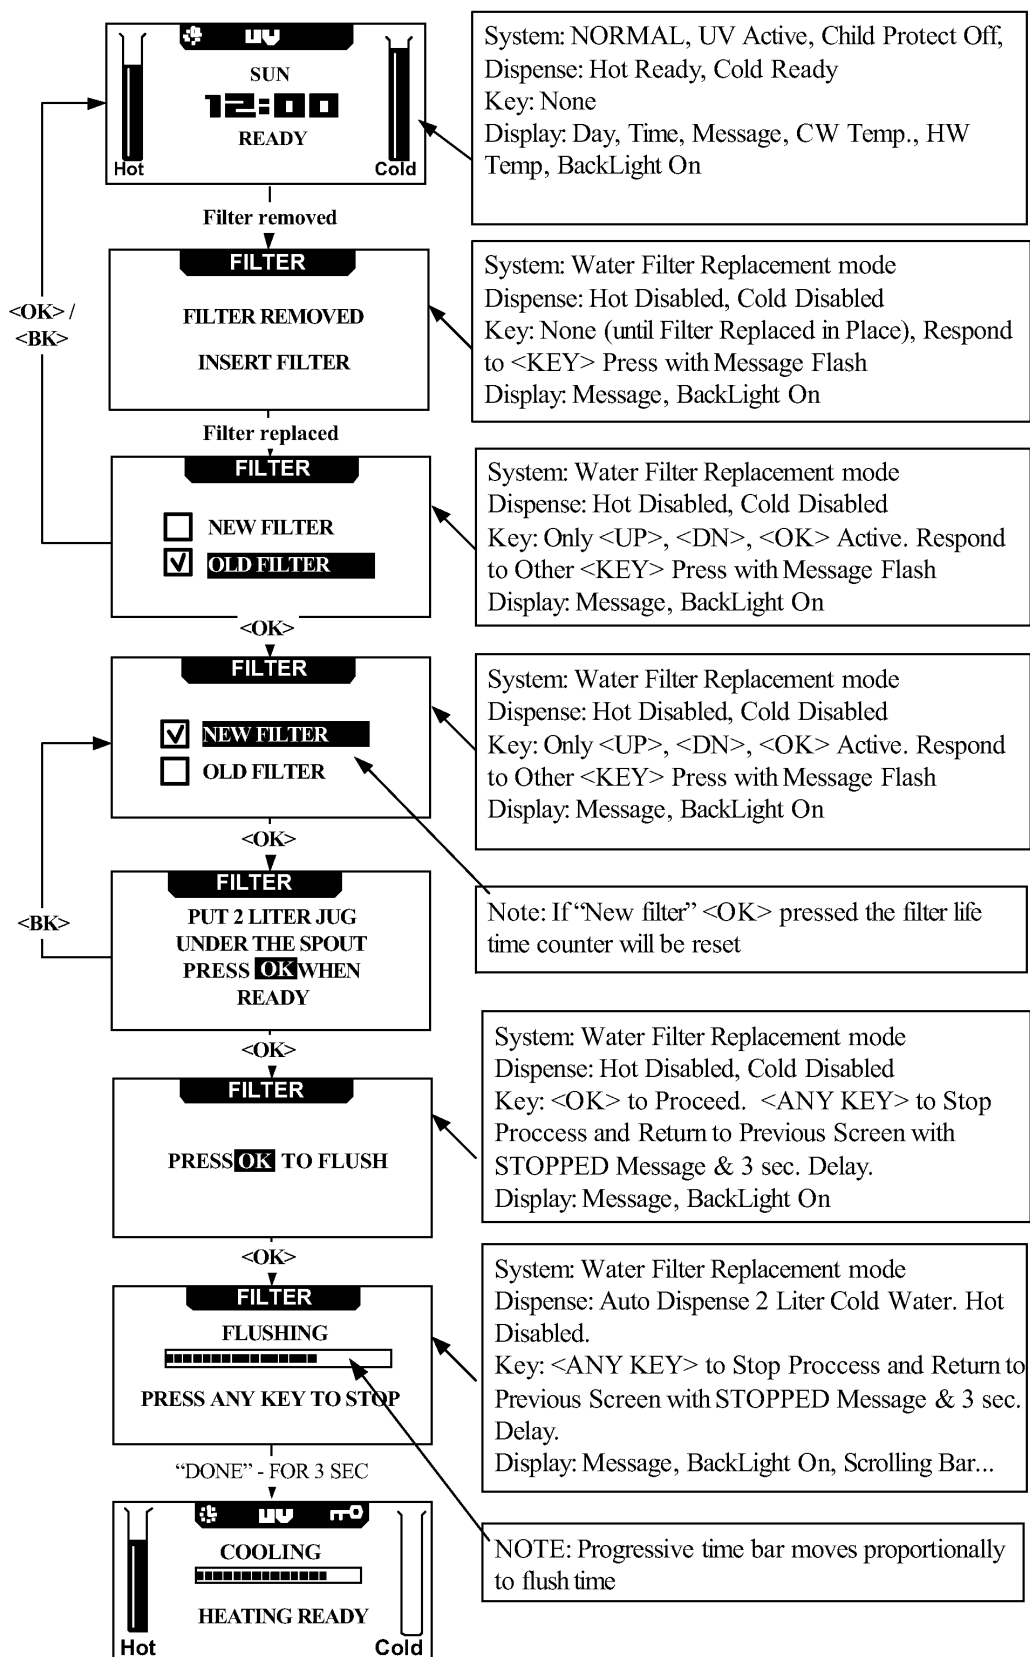 UV
SUN
12:00
READY
Hot
Cold
System: NORMAL, UV Active, Child Protect Off,
Dispense: Hot Ready, Cold Ready
Key: None
Display: Day, Time, Message, CW Temp., HW
Temp, BackLight On
Filter removed
<OK> /
<BK>
FILTER
FILTER REMOVED
INSERT FILTER
System: Water Filter Replacement mode
Dispense: Hot Disabled, Cold Disabled
Key: None (until Filter Replaced in Place), Respond
to <KEY> Press with Message Flash
Display: Message, BackLight On
Filter replaced
FILTER
NEW FILTER
OLD FILTER
System: Water Filter Replacement mode
Dispense: Hot Disabled, Cold Disabled
Key: Only <UP>, <DN>, <OK> Active. Respond
to Other <KEY> Press with Message Flash
Display: Message, BackLight On
<OK>
FILTER
NEW FILTER
OLD FILTER
System: Water Filter Replacement mode
Dispense: Hot Disabled, Cold Disabled
Key: Only <UP>, <DN>, <OK> Active. Respond
to Other <KEY> Press with Message Flash
Display: Message, BackLight On
<OK>
<BK>
FILTER
PUT 2 LITER JUG
UNDER THE SPOUT
PRESS OK WHEN
READY
Note: If “New filter” <OK> pressed the filter life
time counter will be reset
<OK>
FILTER
PRESS OK TO FLUSH
System: Water Filter Replacement mode
Dispense: Hot Disabled, Cold Disabled
Key: <OK> to Proceed. <ANY KEY> to Stop
Proccess and Return to Previous Screen with
STOPPED Message & 3 sec. Delay.
Display: Message, BackLight On
<OK>
FILTER
FLUSHING
PRESS ANY KEY TO STOP
System: Water Filter Replacement mode
Dispense: Auto Dispense 2 Liter Cold Water. Hot
Disabled.
Key: <ANY KEY> to Stop Proccess and Return to
Previous Screen with STOPPED Message & 3 sec.
Delay.
Display: Message, BackLight On, Scrolling Bar...
“DONE” - FOR 3 SEC
UV
COOLING
HEATING READY
Hot
Cold
NOTE: Progressive time bar moves proportionally
to flush time